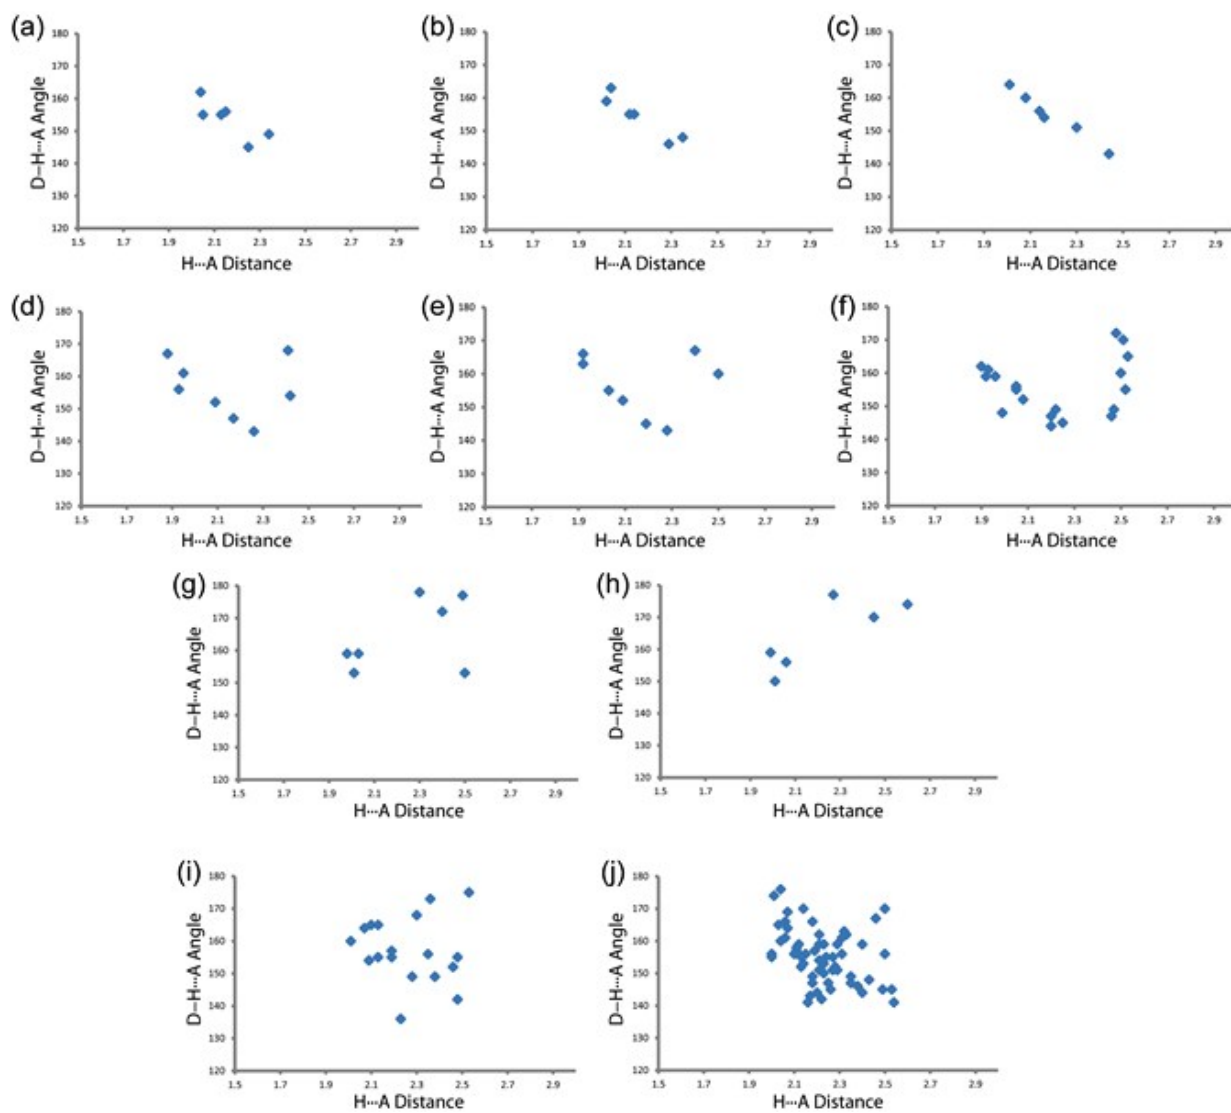 (a) (b) (c)
180 180 180
170 170 170
160 160 160
150 150 150
140 140 140
130 130 130
120 120 120
D–H···A Angle D–H···A Angle D–H···A Angle
1.5 1.7 1.9 2.1 2.3 2.5 2.7 2.9 1.5 1.7 1.9 2.1 2.3 2.5 2.7 2.9 1.5 1.7 1.9 2.1 2.3 2.5 2.7 2.9
H···A Distance H···A Distance H···A Distance
(d) (e) (f)
180 180 180
170 170 170
160 160 160
150 150 150
140 140 140
130 130 130
120 120 120
D–H···A Angle D–H···A Angle D–H···A Angle
1.5 1.7 1.9 2.1 2.3 2.5 2.7 2.9 1.5 1.7 1.9 2.1 2.3 2.5 2.7 2.9 1.5 1.7 1.9 2.1 2.3 2.5 2.7 2.9
H···A Distance H···A Distance H···A Distance
(g) (h)
180 180
170 170
160 160
150 150
140 140
130 130
120 120
D–H···A Angle D–H···A Angle
1.5 1.7 1.9 2.1 2.3 2.5 2.7 2.9 1.5 1.7 1.9 2.1 2.3 2.5 2.7 2.9
H···A Distance H···A Distance
(i) (j)
180 180
170 170
160 160
150 150
140 140
130 130
120 120
D–H···A Angle D–H···A Angle
1.5 1.7 1.9 2.1 2.3 2.5 2.7 2.9 1.5 1.7 1.9 2.1 2.3 2.5 2.7 2.9
H···A Distance H···A Distance